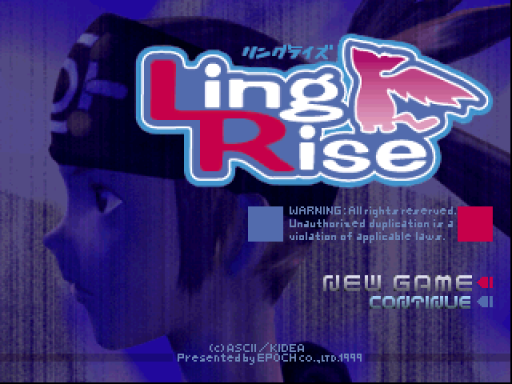 リングライズ
Ling
Rise
WARNING: All rights reserved.
Unauthorized duplication is a
violation of applicable laws.
NEW GAME
CONTINUE
(c) ASCII／KIDEA
Presented by EPOCH CO., LTD. 1999